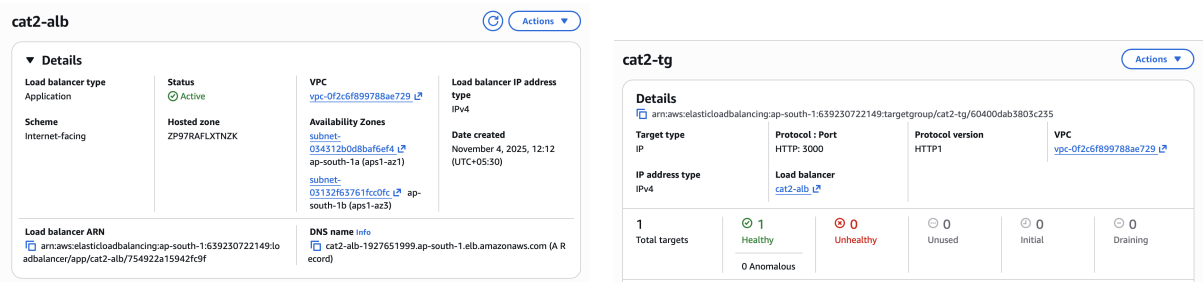 cat2-alb
Actions
Details
Load balancer type
Application
Status
Active
VPC
vpc-0f2c6f899788ae729
Load balancer IP address
type
IPv4
Scheme
Internet-facing
Hosted zone
ZP97RAFLXTNZK
Availability Zones
subnet-
034312b0d8baf6ef4
ap-south-1a (aps1-az1)
subnet-
03132f63761fcc0fc ap-
south-1b (aps1-az3)
Date created
November 4, 2025, 12:12
(UTC+05:30)
Load balancer ARN
arn:aws:elasticloadbalancing:ap-south-1:639230722149:lo
adbalancer/app/cat2-alb/754922a15942fc9f
DNS name Info
cat2-alb-1927651999.ap-south-1.elb.amazonaws.com (A R
ecord)
cat2-tg
Actions
Details
arn:aws:elasticloadbalancing:ap-south-1:639230722149:targetgroup/cat2-tg/60400dab3803c235
Target type
IP
Protocol : Port
HTTP: 3000
Protocol version
HTTP1
VPC
vpc-0f2c6f899788ae729
IP address type
IPv4
Load balancer
cat2-alb
1
Total targets
1
Healthy
0 Anomalous
0
Unhealthy
0
Unused
0
Initial
0
Draining